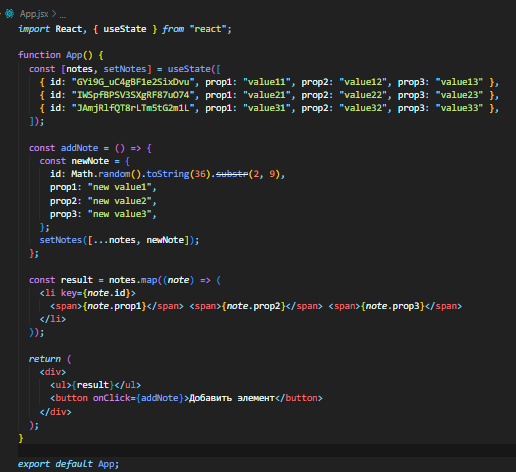 App.jsx > ...
import React, { useState } from "react";

function App() {
  const [notes, setNotes] = useState([
    { id: "GYi9G_uC4gBF1e2SixDvu", prop1: "value11", prop2: "value12", prop3: "value13" },
    { id: "IWSpfBPSV3SXgRF87uO74", prop1: "value21", prop2: "value22", prop3: "value23" },
    { id: "JAmjRlfQT8rLTm5tG2m1L", prop1: "value31", prop2: "value32", prop3: "value33" },
  ]);

  const addNote = () => {
    const newNote = {
      id: Math.random().toString(36).substr(2, 9),
      prop1: "new value1",
      prop2: "new value2",
      prop3: "new value3",
    };
    setNotes([...notes, newNote]);
  };

  const result = notes.map((note) => (
    <li key={note.id}>
      <span>{note.prop1}</span> <span>{note.prop2}</span> <span>{note.prop3}</span>
    </li>
  ));

  return (
    <div>
      <ul>{result}</ul>
      <button onClick={addNote}>Добавить элемент</button>
    </div>
  );
}

export default App;